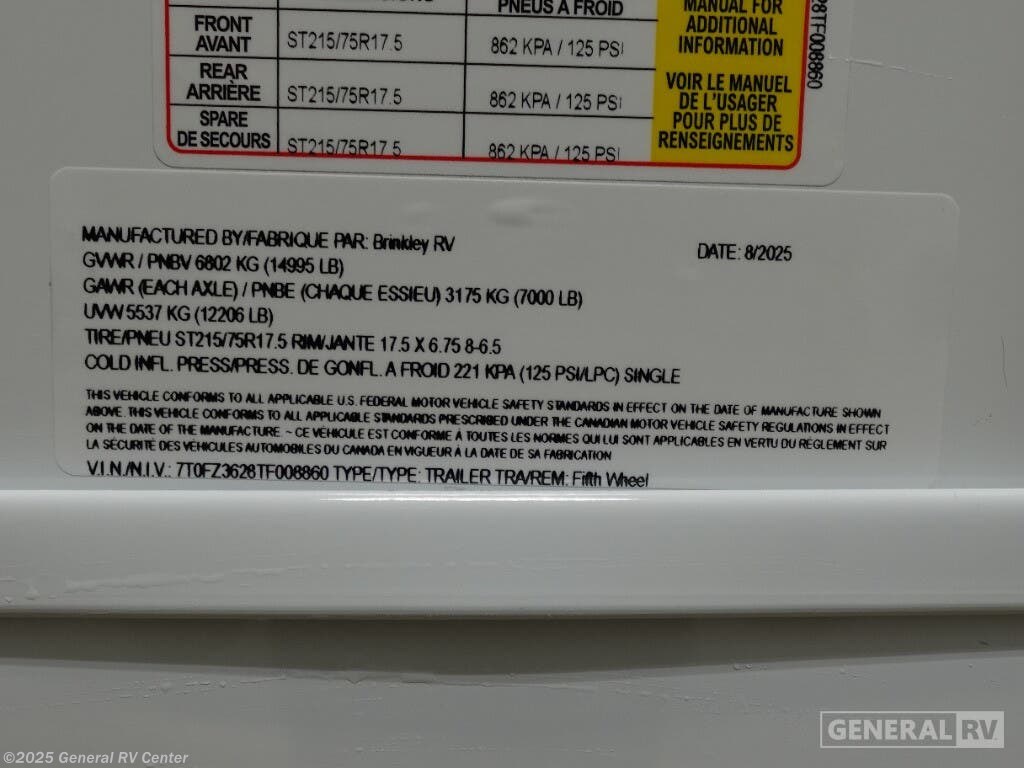 PNEUS À FROID
MANUAL FOR
ADDITIONAL
INFORMATION
FRONT
AVANT
ST215/75R17.5
862 KPA / 125 PSI
REAR
ARRIÈRE
ST215/75R17.5
862 KPA / 125 PSI
VOIR LE MANUEL
DE L'USAGER
POUR PLUS DE
RENSEIGNEMENTS
SPARE
DE SECOURS
ST215/75R17.5
862 KPA / 125 PSI
28TF008860
MANUFACTURED BY/FABRIQUE PAR: Brinkley RV
DATE: 8/2025
GVWR / PNBV 6802 KG (14995 LB)
GAWR (EACH AXLE) / PNBE (CHAQUE ESSIEU) 3175 KG (7000 LB)
UVW 5537 KG (12206 LB)
TIRE/PNEU ST215/75R17.5 RIM/JANTE 17.5 X 6.75 8-6.5
COLD INFL. PRESS/PRESS. DE GONFL. A FROID 221 KPA (125 PSI/LPC) SINGLE
THIS VEHICLE CONFORMS TO ALL APPLICABLE U.S. FEDERAL MOTOR VEHICLE SAFETY STANDARDS IN EFFECT ON THE DATE OF MANUFACTURE SHOWN
ABOVE. THIS VEHICLE CONFORMS TO ALL APPLICABLE STANDARDS PRESCRIBED UNDER THE CANADIAN MOTOR VEHICLE SAFETY REGULATIONS IN EFFECT
ON THE DATE OF THE MANUFACTURE. ~ CE VÉHICULE EST CONFORME À TOUTES LES NORMES QUI LUI SONT APPLICABLES EN VERTU DU RÈGLEMENT SUR
LA SÉCURITÉ DES VÉHICULES AUTOMOBILES DU CANADA EN VIGUEUR À LA DATE DE SA FABRICATION
V.I.N./N.I.V.: 7T0FZ3628TF008860 TYPE/TYPE: TRAILER TRA/REM: Fifth Wheel
GENERAL RV
©2025 General RV Center